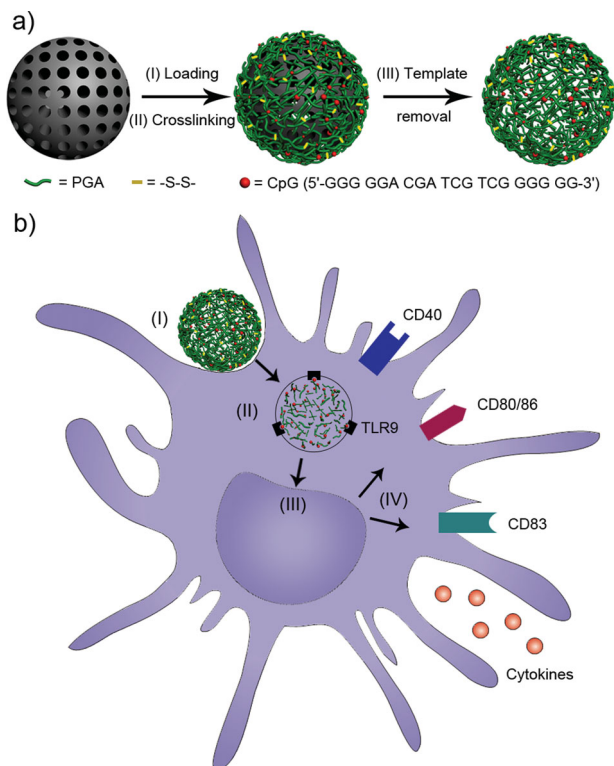 a)
(I) Loading
(II) Crosslinking
(III) Template
removal
= PGA
= -S-S-
= CpG (5'-GGG GGA CGA TCG TCG GGG GG-3')
b)
(I)
CD40
(II)
CD80/86
TLR9
(III)
(IV)
CD83
Cytokines